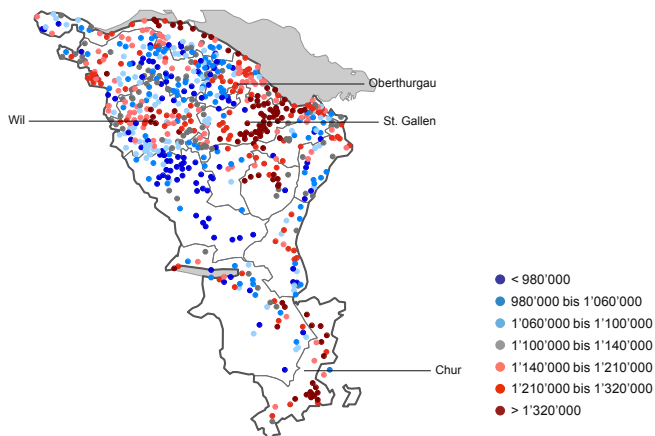 Oberthurgau
Wil
St. Gallen
< 980'000
980'000 bis 1'060'000
1'060'000 bis 1'100'000
1'100'000 bis 1'140'000
1'140'000 bis 1'210'000
1'210'000 bis 1'320'000
> 1'320'000
Chur